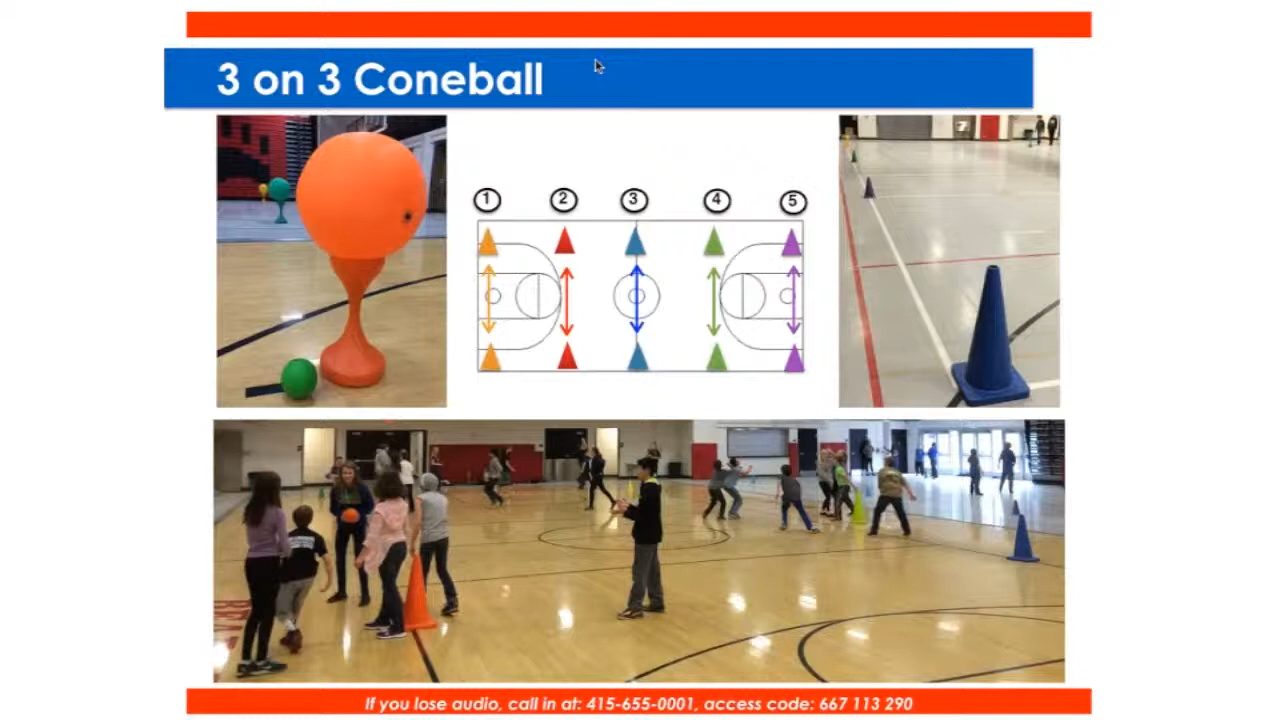 3 on 3 Coneball
1 2 3 4 5
If you lose audio, call in at: 415-655-0001, access code: 667 113 290